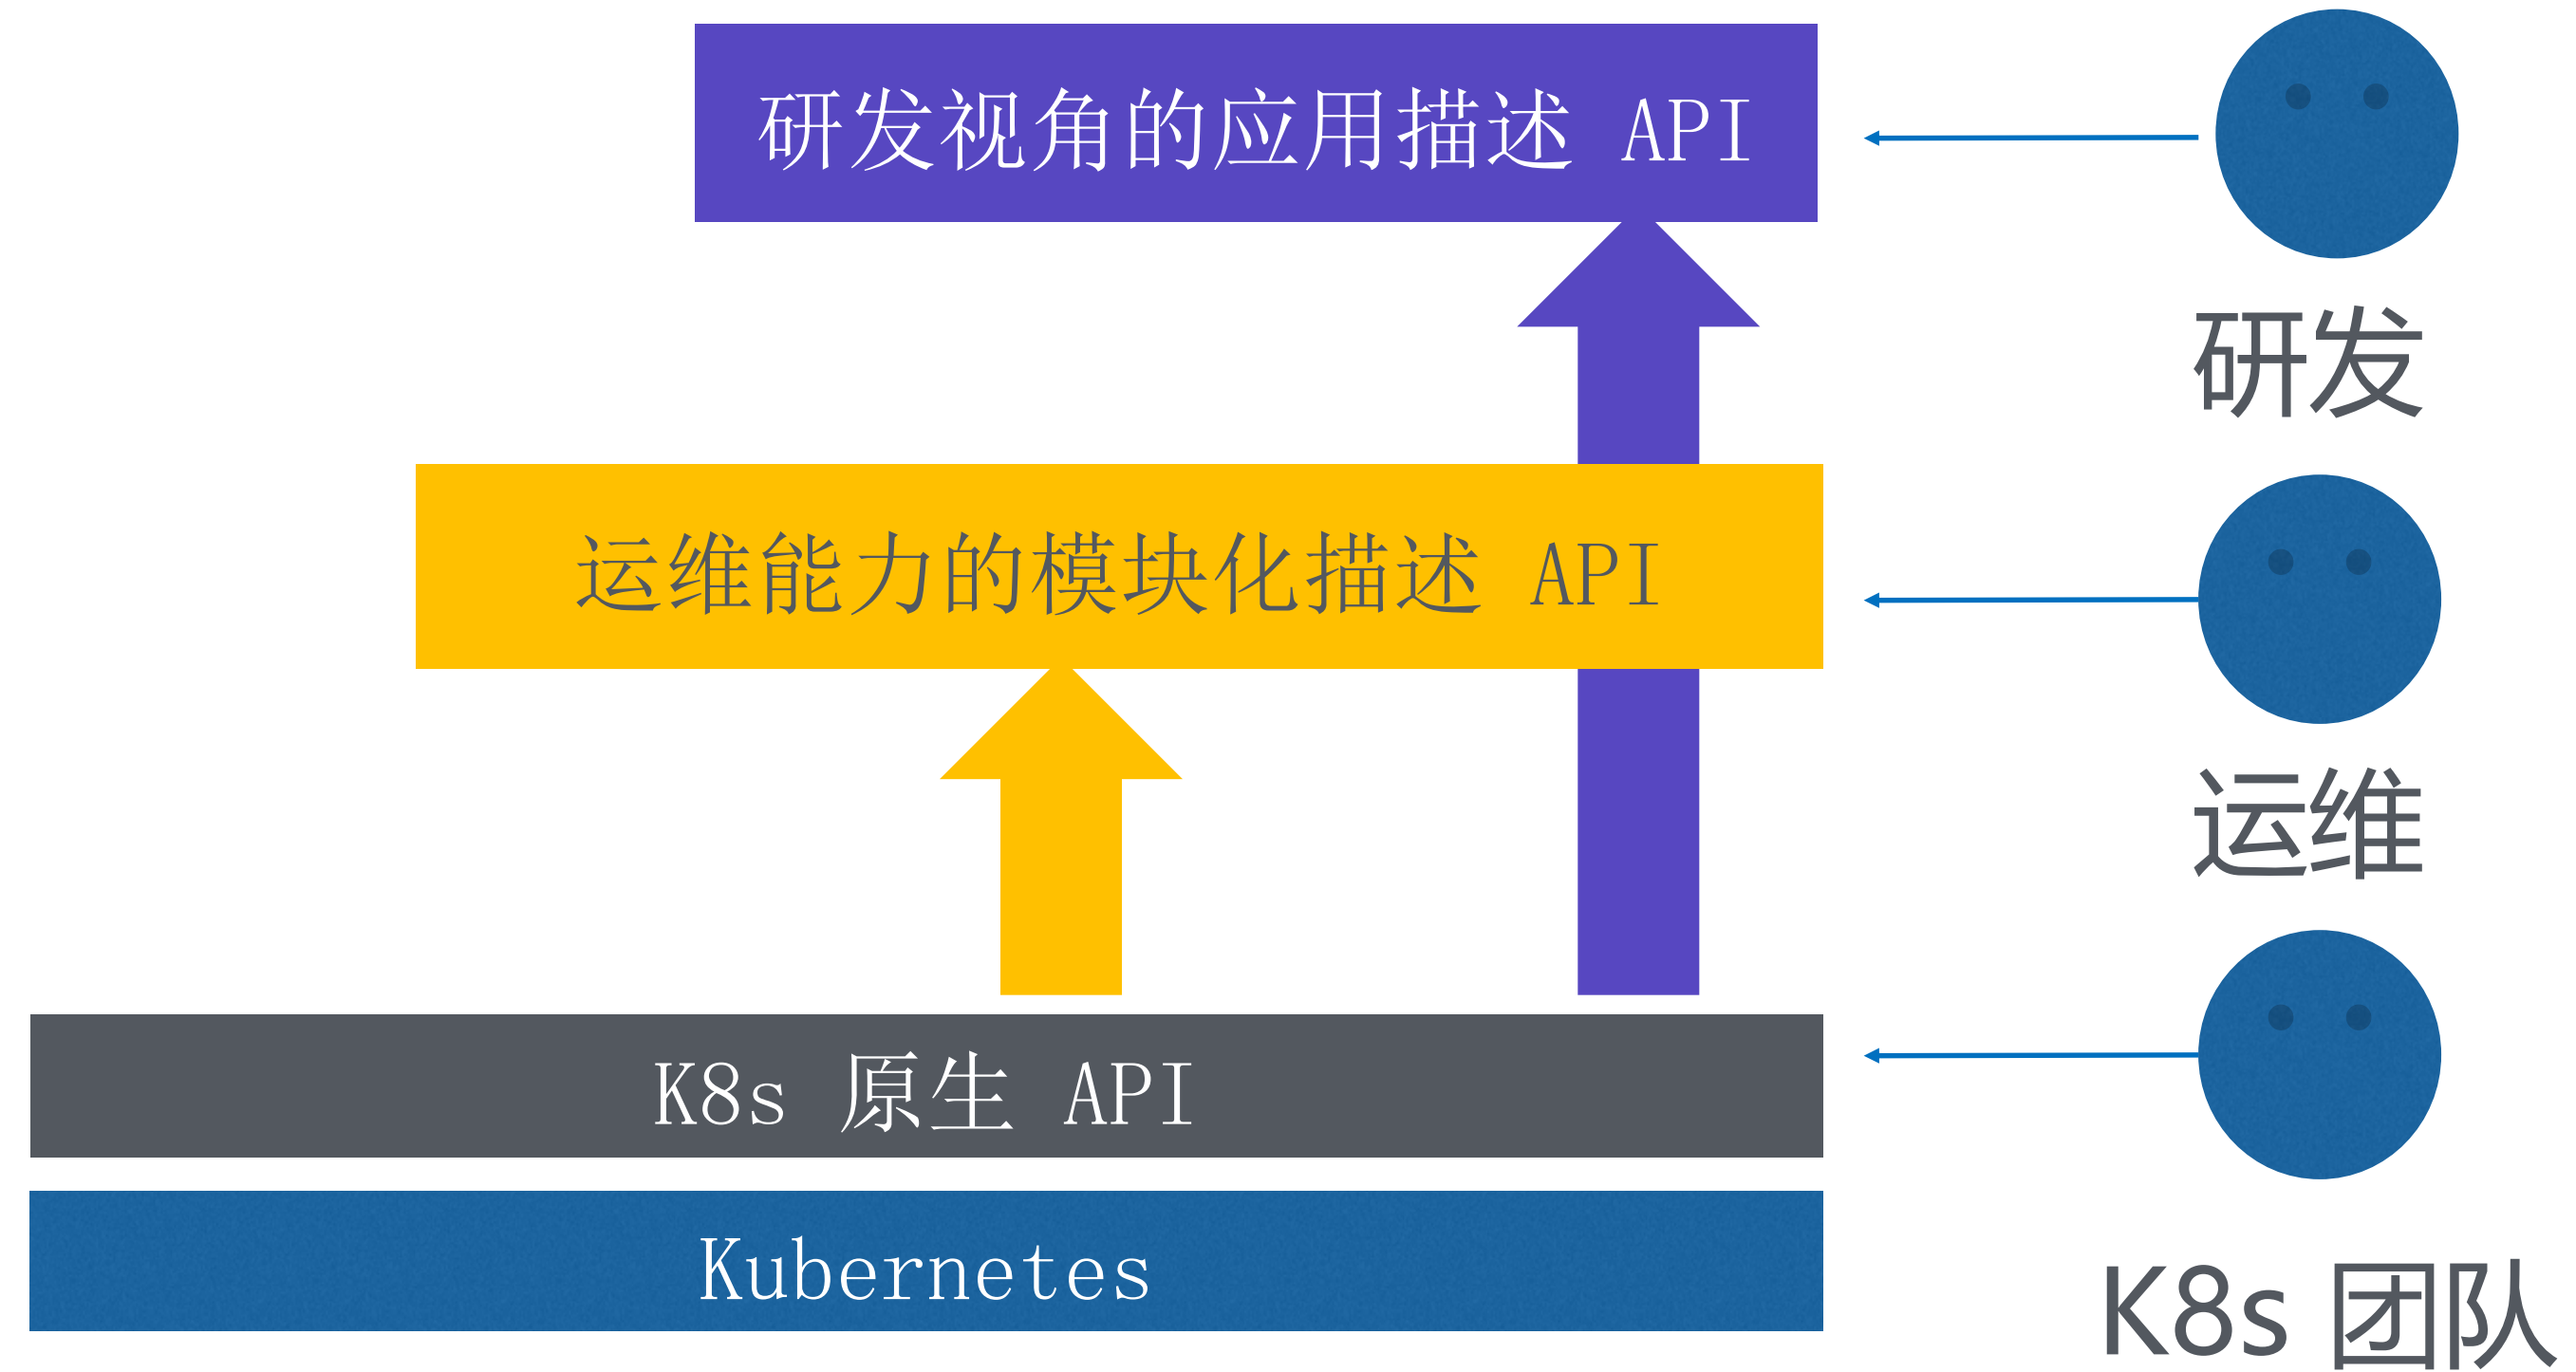 研发视角的应用描述 API
研发
运维能力的模块化描述 API
运维
K8s 原生 API
Kubernetes
K8s 团队